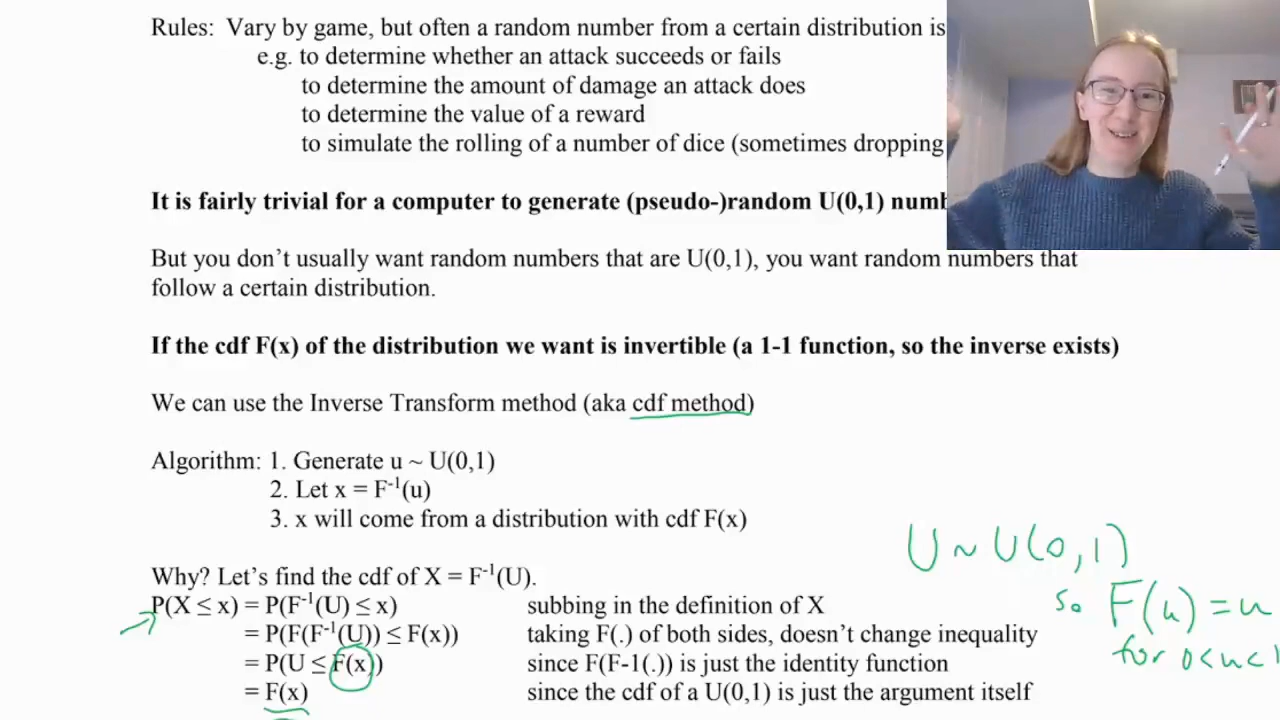 Rules: Vary by game, but often a random number from a certain distribution is
e.g. to determine whether an attack succeeds or fails
to determine the amount of damage an attack does
to determine the value of a reward
to simulate the rolling of a number of dice (sometimes dropping
It is fairly trivial for a computer to generate (pseudo-)random U(0,1)
But you don’t usually want random numbers that are U(0,1), you want random numbers that
follow a certain distribution.
If the cdf F(x) of the distribution we want is invertible (a 1-1 function, so the inverse exists)
We can use the Inverse Transform method (aka cdf method)
Algorithm: 1. Generate u ~ U(0,1)
2. Let x = F⁻¹(u)
3. x will come from a distribution with cdf F(x)
U ~ U(0,1)
Why? Let’s find the cdf of X = F⁻¹(U).
P(X ≤ x) = P(F⁻¹(U) ≤ x) subbing in the definition of X
so F(u) = u
= P(F(F⁻¹(U)) ≤ F(x)) taking F(.) of both sides, doesn’t change inequality
for 0<u<1
= P(U ≤ F(x)) since F(F-1(.)) is just the identity function
= F(x) since the cdf of a U(0,1) is just the argument itself